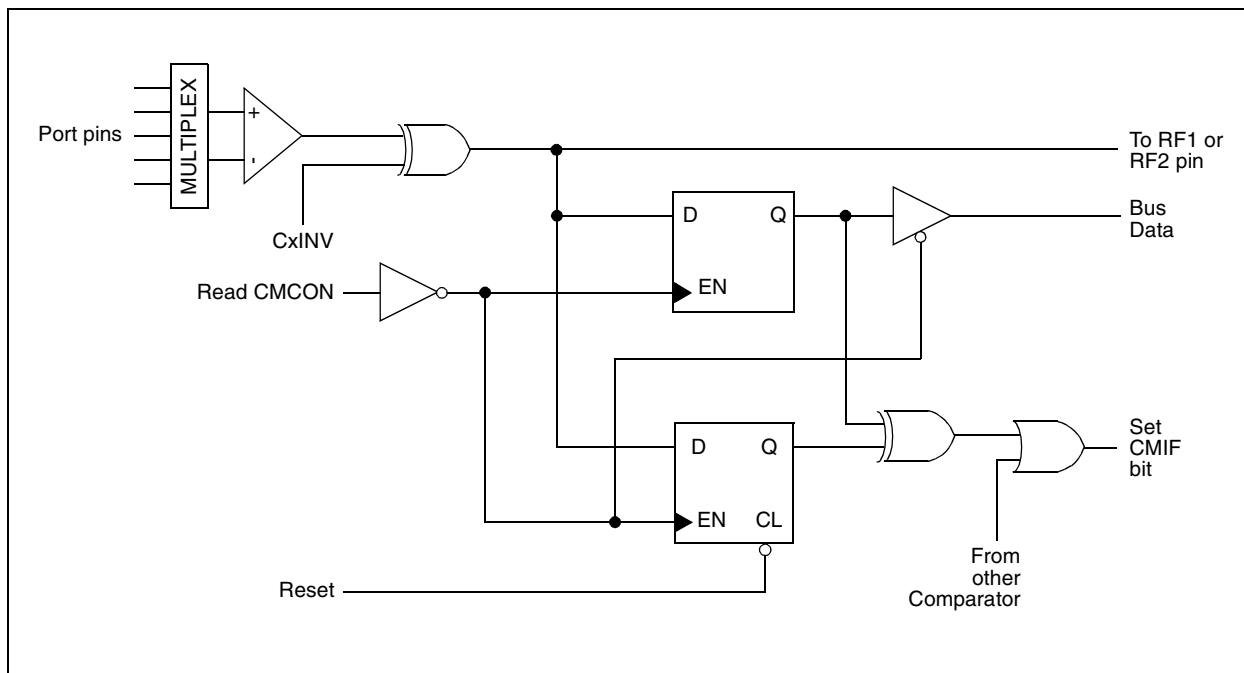 MULTIPLEX
Port pins
+
-
CxINV
To RF1 or
RF2 pin
D
Q
EN
Bus
Data
Read CMCON
D
Q
EN
CL
Set
CMIF
bit
From
other
Comparator
Reset